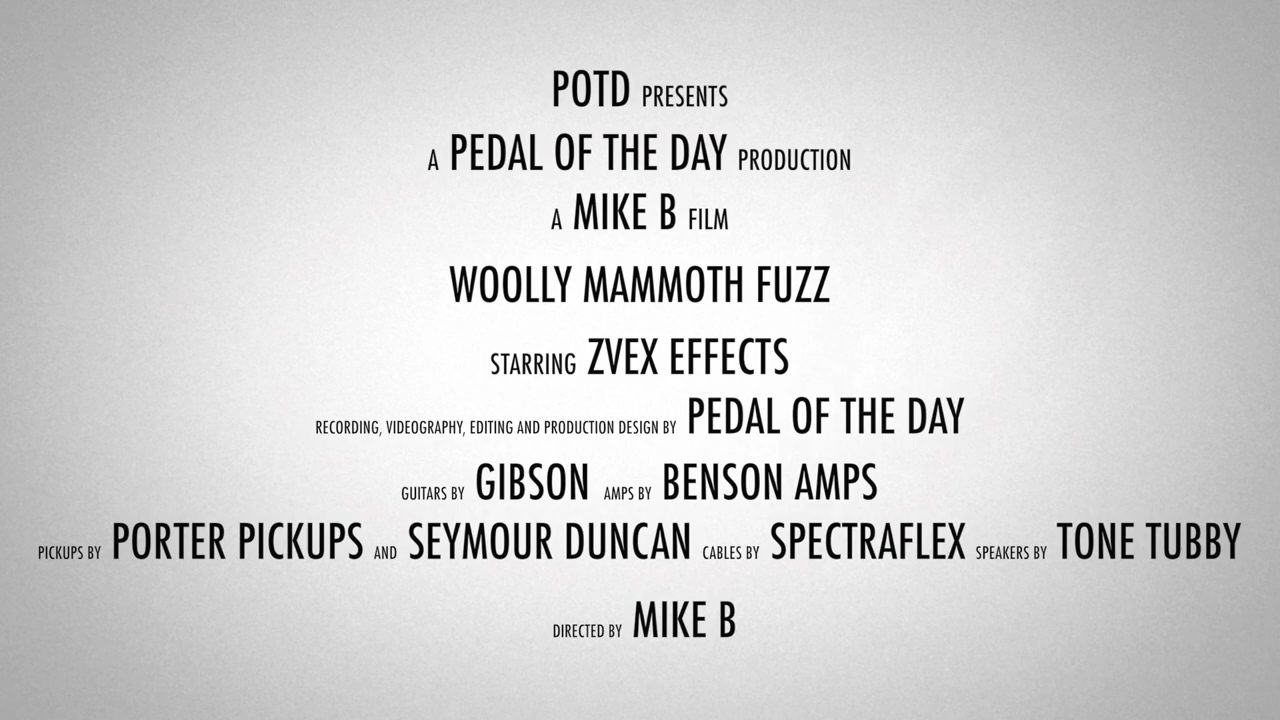 POTD PRESENTS
A PEDAL OF THE DAY PRODUCTION
A MIKE B FILM
WOOLLY MAMMOTH FUZZ
STARRING ZVEX EFFECTS
RECORDING, VIDEOGRAPHY, EDITING AND PRODUCTION DESIGN BY PEDAL OF THE DAY
GUITARS BY GIBSON AMPS BY BENSON AMPS
PICKUPS BY PORTER PICKUPS AND SEYMOUR DUNCAN CABLES BY SPECTRAFLEX SPEAKERS BY TONE TUBBY
DIRECTED BY MIKE B